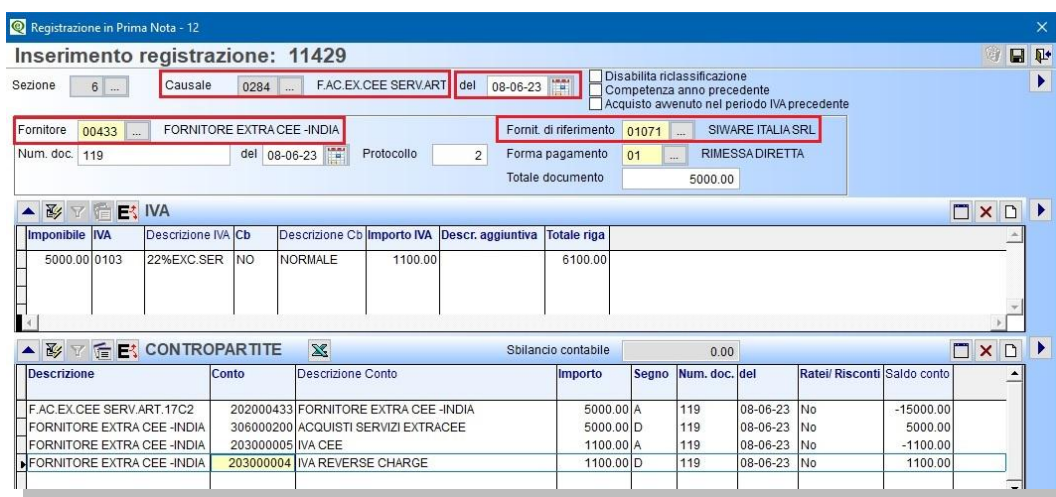 Registrazione in Prima Nota - 12
Inserimento registrazione: 11429
Sezione 6 ... Causale 0284 ... F.AC.EX.CEE SERV.ART del 08-06-23 Disabilita riclassificazione
Competenza anno precedente
Acquisto avvenuto nel periodo IVA precedente
Fornitore 00433 ... FORNITORE EXTRA CEE -INDIA Fornit. di riferimento 01071 ... SIWARE ITALIA SRL
Num. doc. 119 del 08-06-23 Protocollo 2 Forma pagamento 01 ... RIMESSA DIRETTA
Totale documento 5000.00
IVA
Imponibile IVA Descrizione IVA Cb Descrizione Cb Importo IVA Descr. aggiuntiva Totale riga
5000.00 0103 22%EXC.SER NO NORMALE 1100.00 6100.00
CONTROPARTITE Sbilancio contabile 0.00
Descrizione Conto Descrizione Conto Importo Segno Num. doc. del Ratei/ Risconti Saldo conto
F.AC.EX.CEE SERV.ART.17C2 202000433 FORNITORE EXTRA CEE -INDIA 5000.00 A 119 08-06-23 No -15000.00
FORNITORE EXTRA CEE -INDIA 306000200 ACQUISTI SERVIZI EXTRACEE 5000.00 D 119 08-06-23 No 5000.00
FORNITORE EXTRA CEE -INDIA 203000005 IVA CEE 1100.00 A 119 08-06-23 No -1100.00
FORNITORE EXTRA CEE -INDIA 203000004 IVA REVERSE CHARGE 1100.00 D 119 08-06-23 No 1100.00